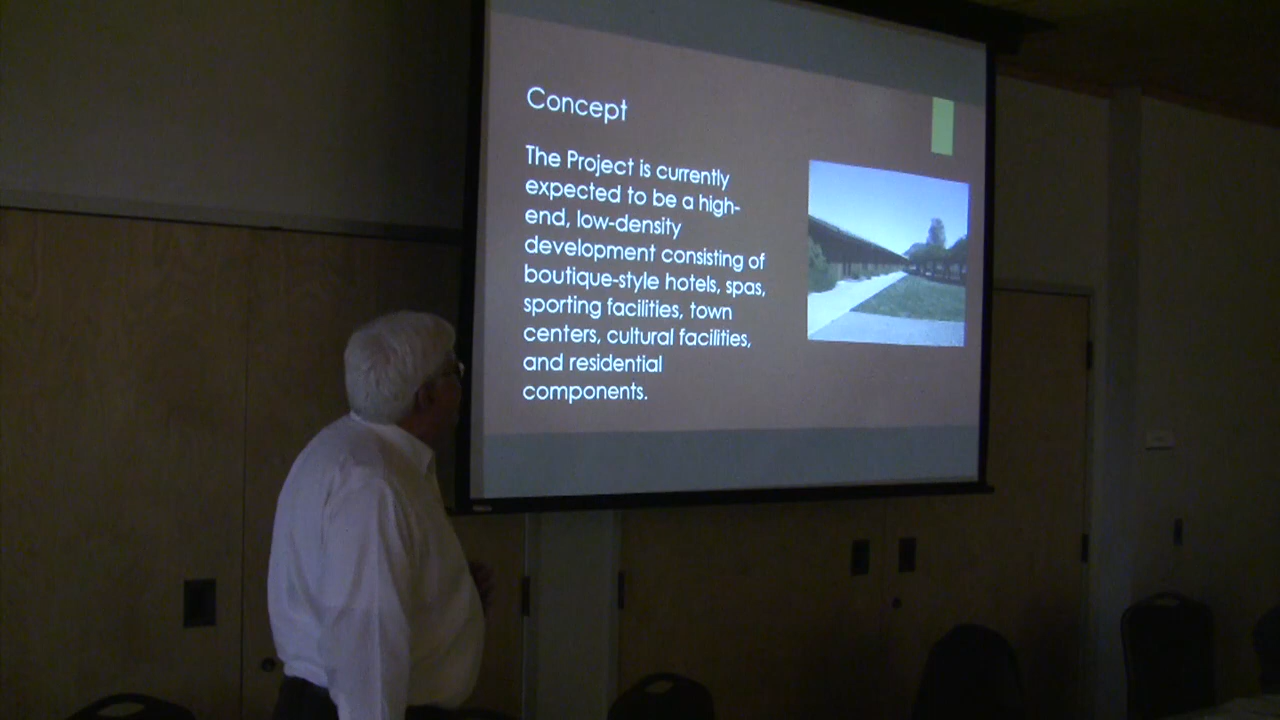 Concept
The Project is currently
expected to be a high-
end, low-density
development consisting of
boutique-style hotels, spas,
sporting facilities, town
centers, cultural facilities,
and residential
components.